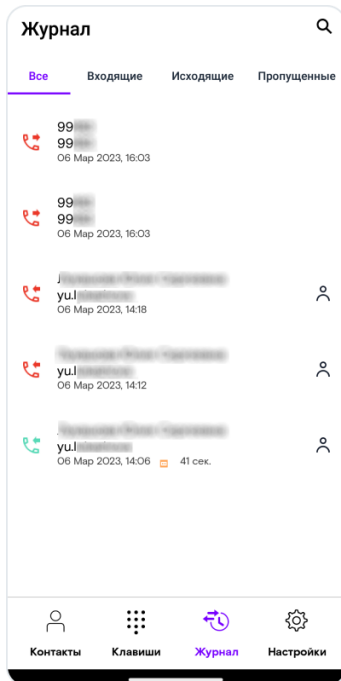 Журнал
Все Входящие Исходящие Пропущенные
99
99
06 Мар 2023, 16:03
99
99
06 Мар 2023, 16:03
yu.l
06 Мар 2023, 14:18
yu.l
06 Мар 2023, 14:12
yu.l
06 Мар 2023, 14:06 41 сек.
Контакты Клавиши Журнал Настройки